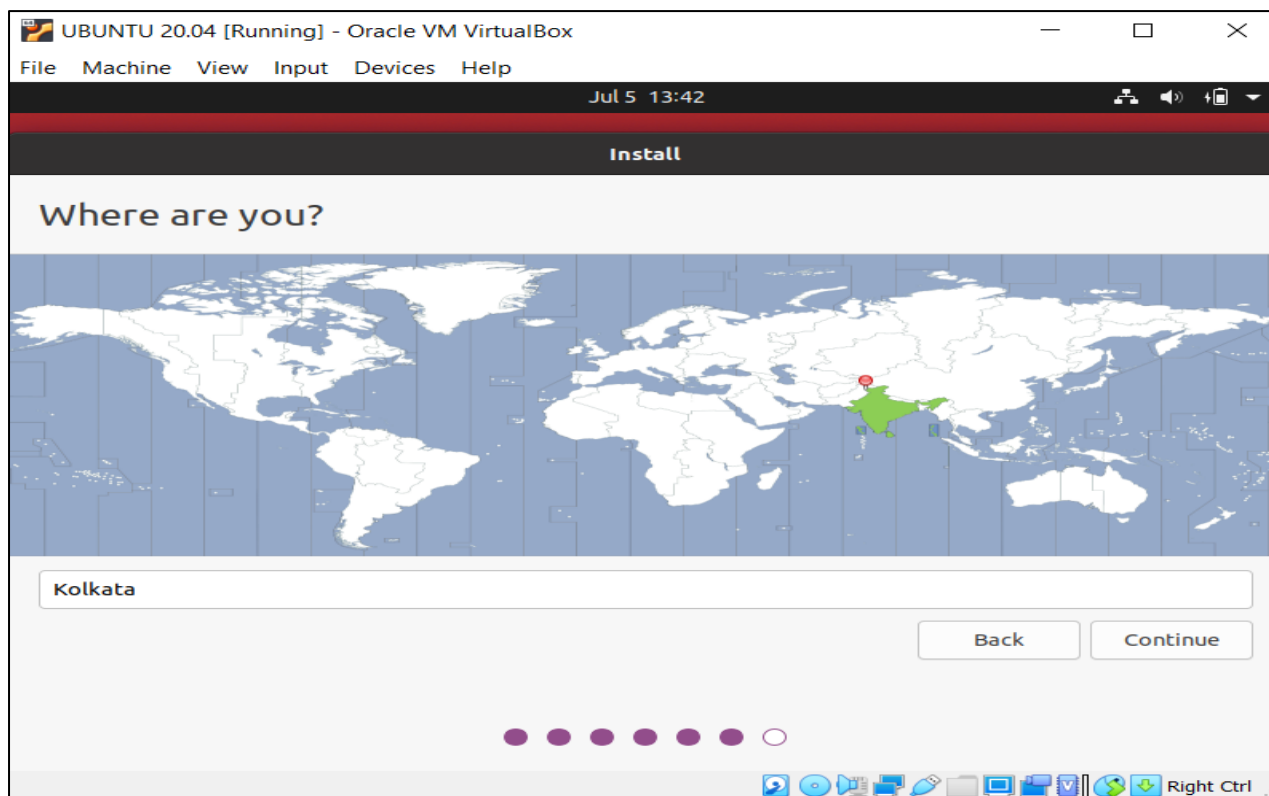 UBUNTU 20.04 [Running] - Oracle VM VirtualBox
File Machine View Input Devices Help
Jul 5 13:42
Install
Where are you?
Kolkata
Back Continue
Right Ctrl